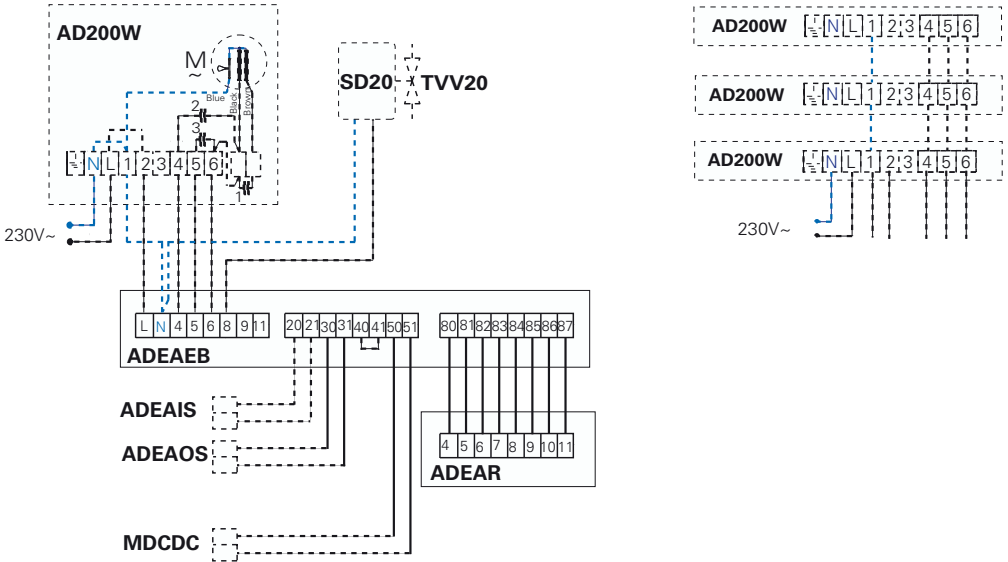 AD200W
M
~
Blue
Black
Brown
2
3
1
N L 1 2 3 4 5 6
230V~
SD20
TVV20
L N 4 5 6 8 9 11
20 21 30 31 40 41 50 51
80 81 82 83 84 85 86 87
ADEAEB
ADEAIS
ADEAOS
4 5 6 7 8 9 10 11
ADEAR
MDCDC
AD200W
N L 1 2 3 4 5 6
AD200W
N L 1 2 3 4 5 6
AD200W
N L 1 2 3 4 5 6
230V~